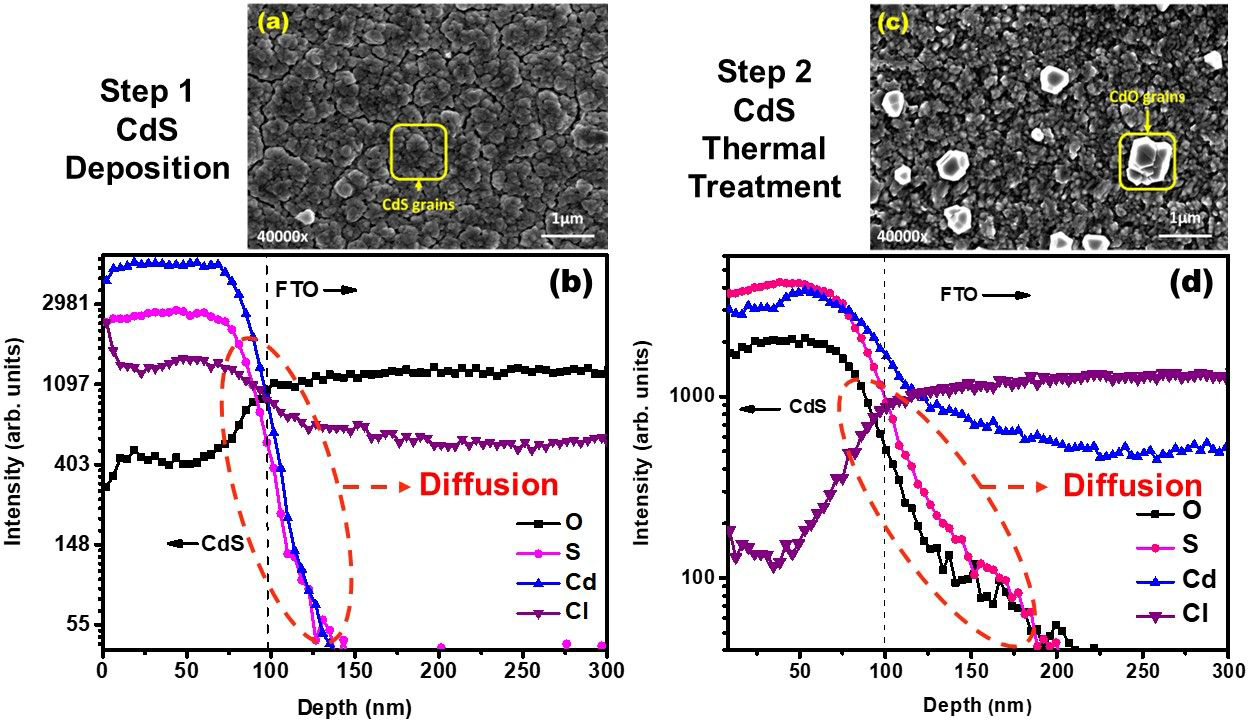 Step 1
CdS
Deposition
(a)
CdS grains
40000x
1µm
Step 2
CdS
Thermal
Treatment
(c)
CdO grains
40000x
1µm
(b)
FTO
CdS
Diffusion
O
S
Cd
Cl
2981
1097
403
148
55
0 50 100 150 200 250 300
Intensity (arb. units)
Depth (nm)
(d)
FTO
CdS
Diffusion
O
S
Cd
Cl
1000
100
50 100 150 200 250 300
Intensity (arb. units)
Depth (nm)